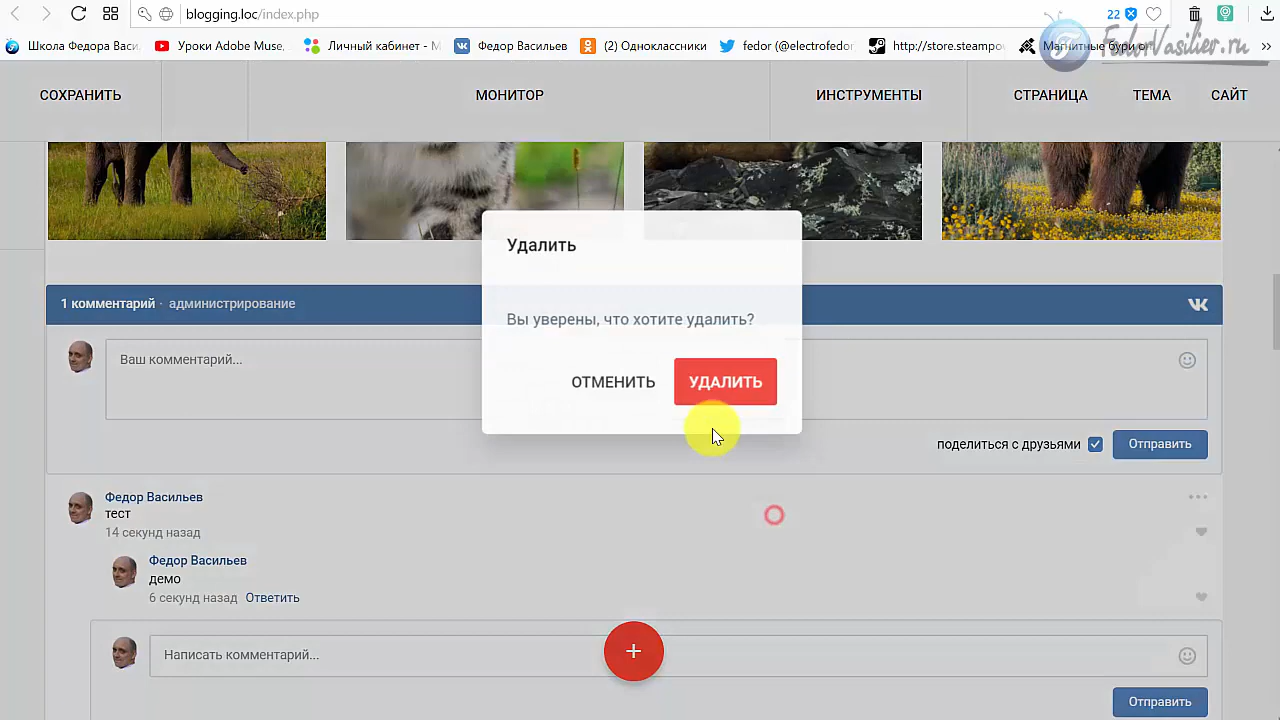 blogging.loc/index.php
22
Школа Федора Васи.
Уроки Adobe Muse,
Личный кабинет - М
Федор Васильев
(2) Одноклассники
fedor (@electrofedor
http://store.steampow
Магнитные бури
FedorVasilier.ru
СОХРАНИТЬ
МОНИТОР
ИНСТРУМЕНТЫ
СТРАНИЦА
ТЕМА
САЙТ
Удалить
Вы уверены, что хотите удалить?
ОТМЕНИТЬ
УДАЛИТЬ
1 комментарий · администрирование
Ваш комментарий...
поделиться с друзьями
Отправить
Федор Васильев
тест
14 секунд назад
Федор Васильев
демо
6 секунд назад Ответить
Написать комментарий...
Отправить